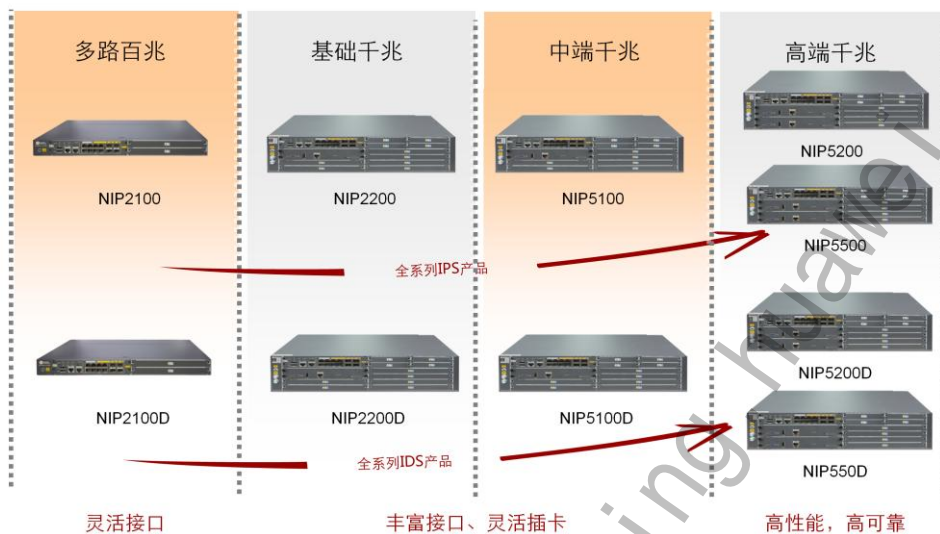 多路百兆
基础千兆
中端千兆
高端千兆
NIP2100
NIP2200
NIP5100
NIP5200
NIP5500
全系列IPS产品
NIP2100D
NIP2200D
NIP5100D
NIP5200D
NIP550D
全系列IDS产品
灵活接口
丰富接口、灵活插卡
高性能，高可靠
ing huawei